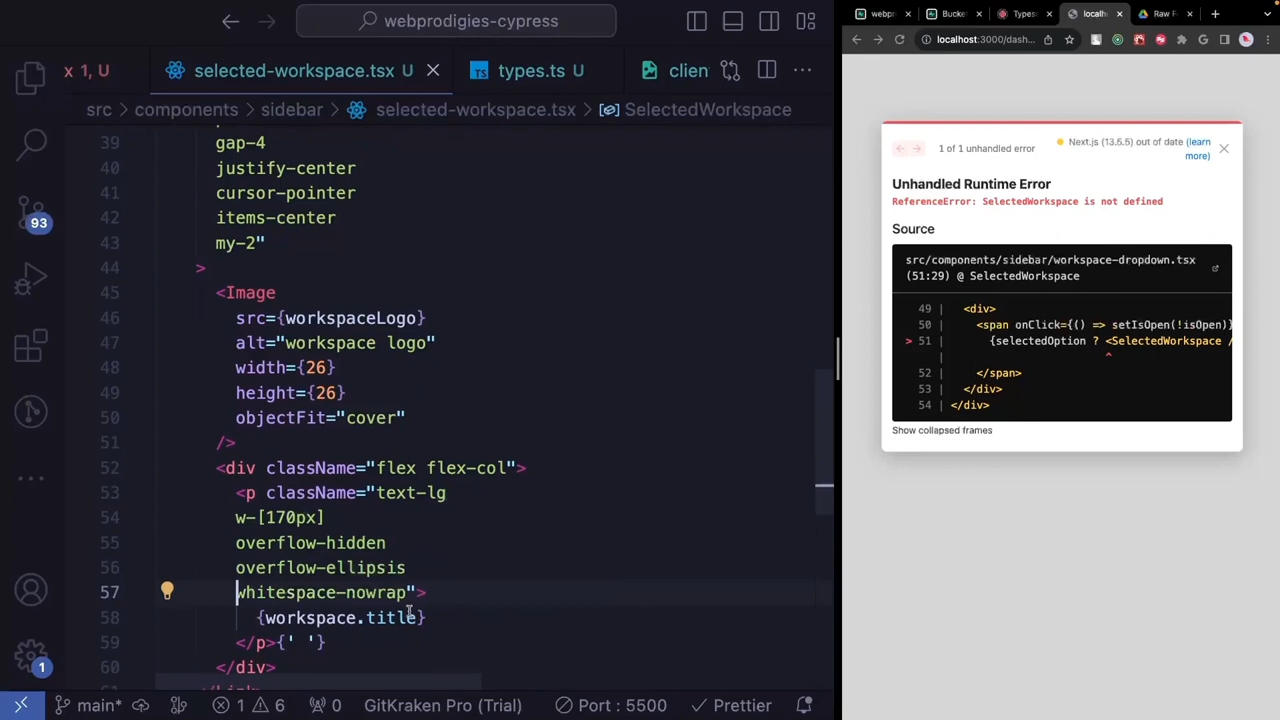 webprodigies-cypress
x 1, U
selected-workspace.tsx U
types.ts U
clien
src > components > sidebar > selected-workspace.tsx > SelectedWorkspace
39 gap-4
40 justify-center
41 cursor-pointer
42 items-center
43 my-2"
44 >
45 <Image
46 src={workspaceLogo}
47 alt="workspace logo"
48 width={26}
49 height={26}
50 objectFit="cover"
51 />
52 <div className="flex flex-col">
53 <p className="text-lg
54 w-[170px]
55 overflow-hidden
56 overflow-ellipsis
57 whitespace-nowrap">
58 {workspace.title}
59 </p>{' '}
60 </div>
93
1
main*
1 6
0
GitKraken Pro (Trial)
Port : 5500
Prettier
webpr
Bucket
Types
localh
Raw F
localhost:3000/dash...
1 of 1 unhandled error
Next.js (13.5.5) out of date (learn
more)
Unhandled Runtime Error
ReferenceError: SelectedWorkspace is not defined
Source
src/components/sidebar/workspace-dropdown.tsx
(51:29) @ SelectedWorkspace
49 | <div>
50 | <span onClick={() => setIsOpen(!isOpen)}
> 51 | {selectedOption ? <SelectedWorkspace /
| ^
52 | </span>
53 | </div>
54 | </div>
Show collapsed frames